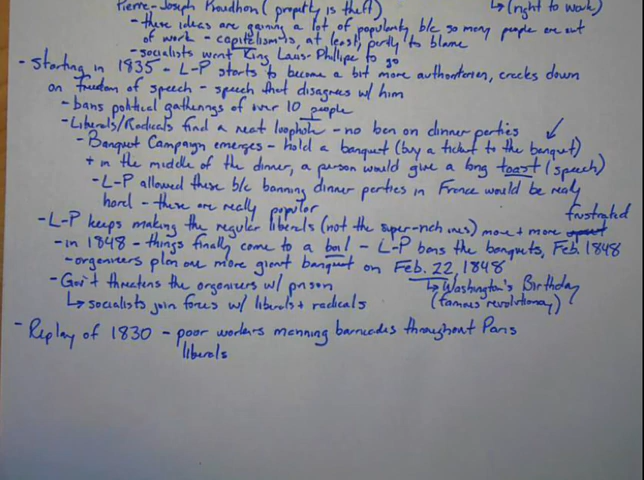 Pierre-Joseph Proudhon (property is theft) ↳ (right to work)
- these ideas are gaining a lot of popularity b/c so many people are out
of work - capitalism is, at least, partly to blame
- socialists want King Louis-Phillipe to go
- Starting in 1835 - L-P starts to become a bit more authoritarian, cracks down
on freedom of speech - speech that disagrees w/ him
- bans political gatherings of over 10 people
- Liberals/Radicals find a neat loophole - no ban on dinner parties
- Banquet Campaign emerges - hold a banquet (buy a ticket to the banquet)
+ in the middle of the dinner, a person would give a long toast (speech)
- L-P allowed these b/c banning dinner parties in France would be really
hard - these are really popular
- L-P keeps making the regular liberals (not the super-rich ones) more + more frustrated
- in 1848 - things finally come to a boil - L-P bans the banquets, Feb. 1848
- organizers plan one more giant banquet on Feb. 22 1848
↳ Washington's Birthday
(famous revolutionary)
- Gov't threatens the organizers w/ prison
↳ socialists join forces w/ liberals + radicals
- Replay of 1830 - poor workers manning barricades throughout Paris
liberals